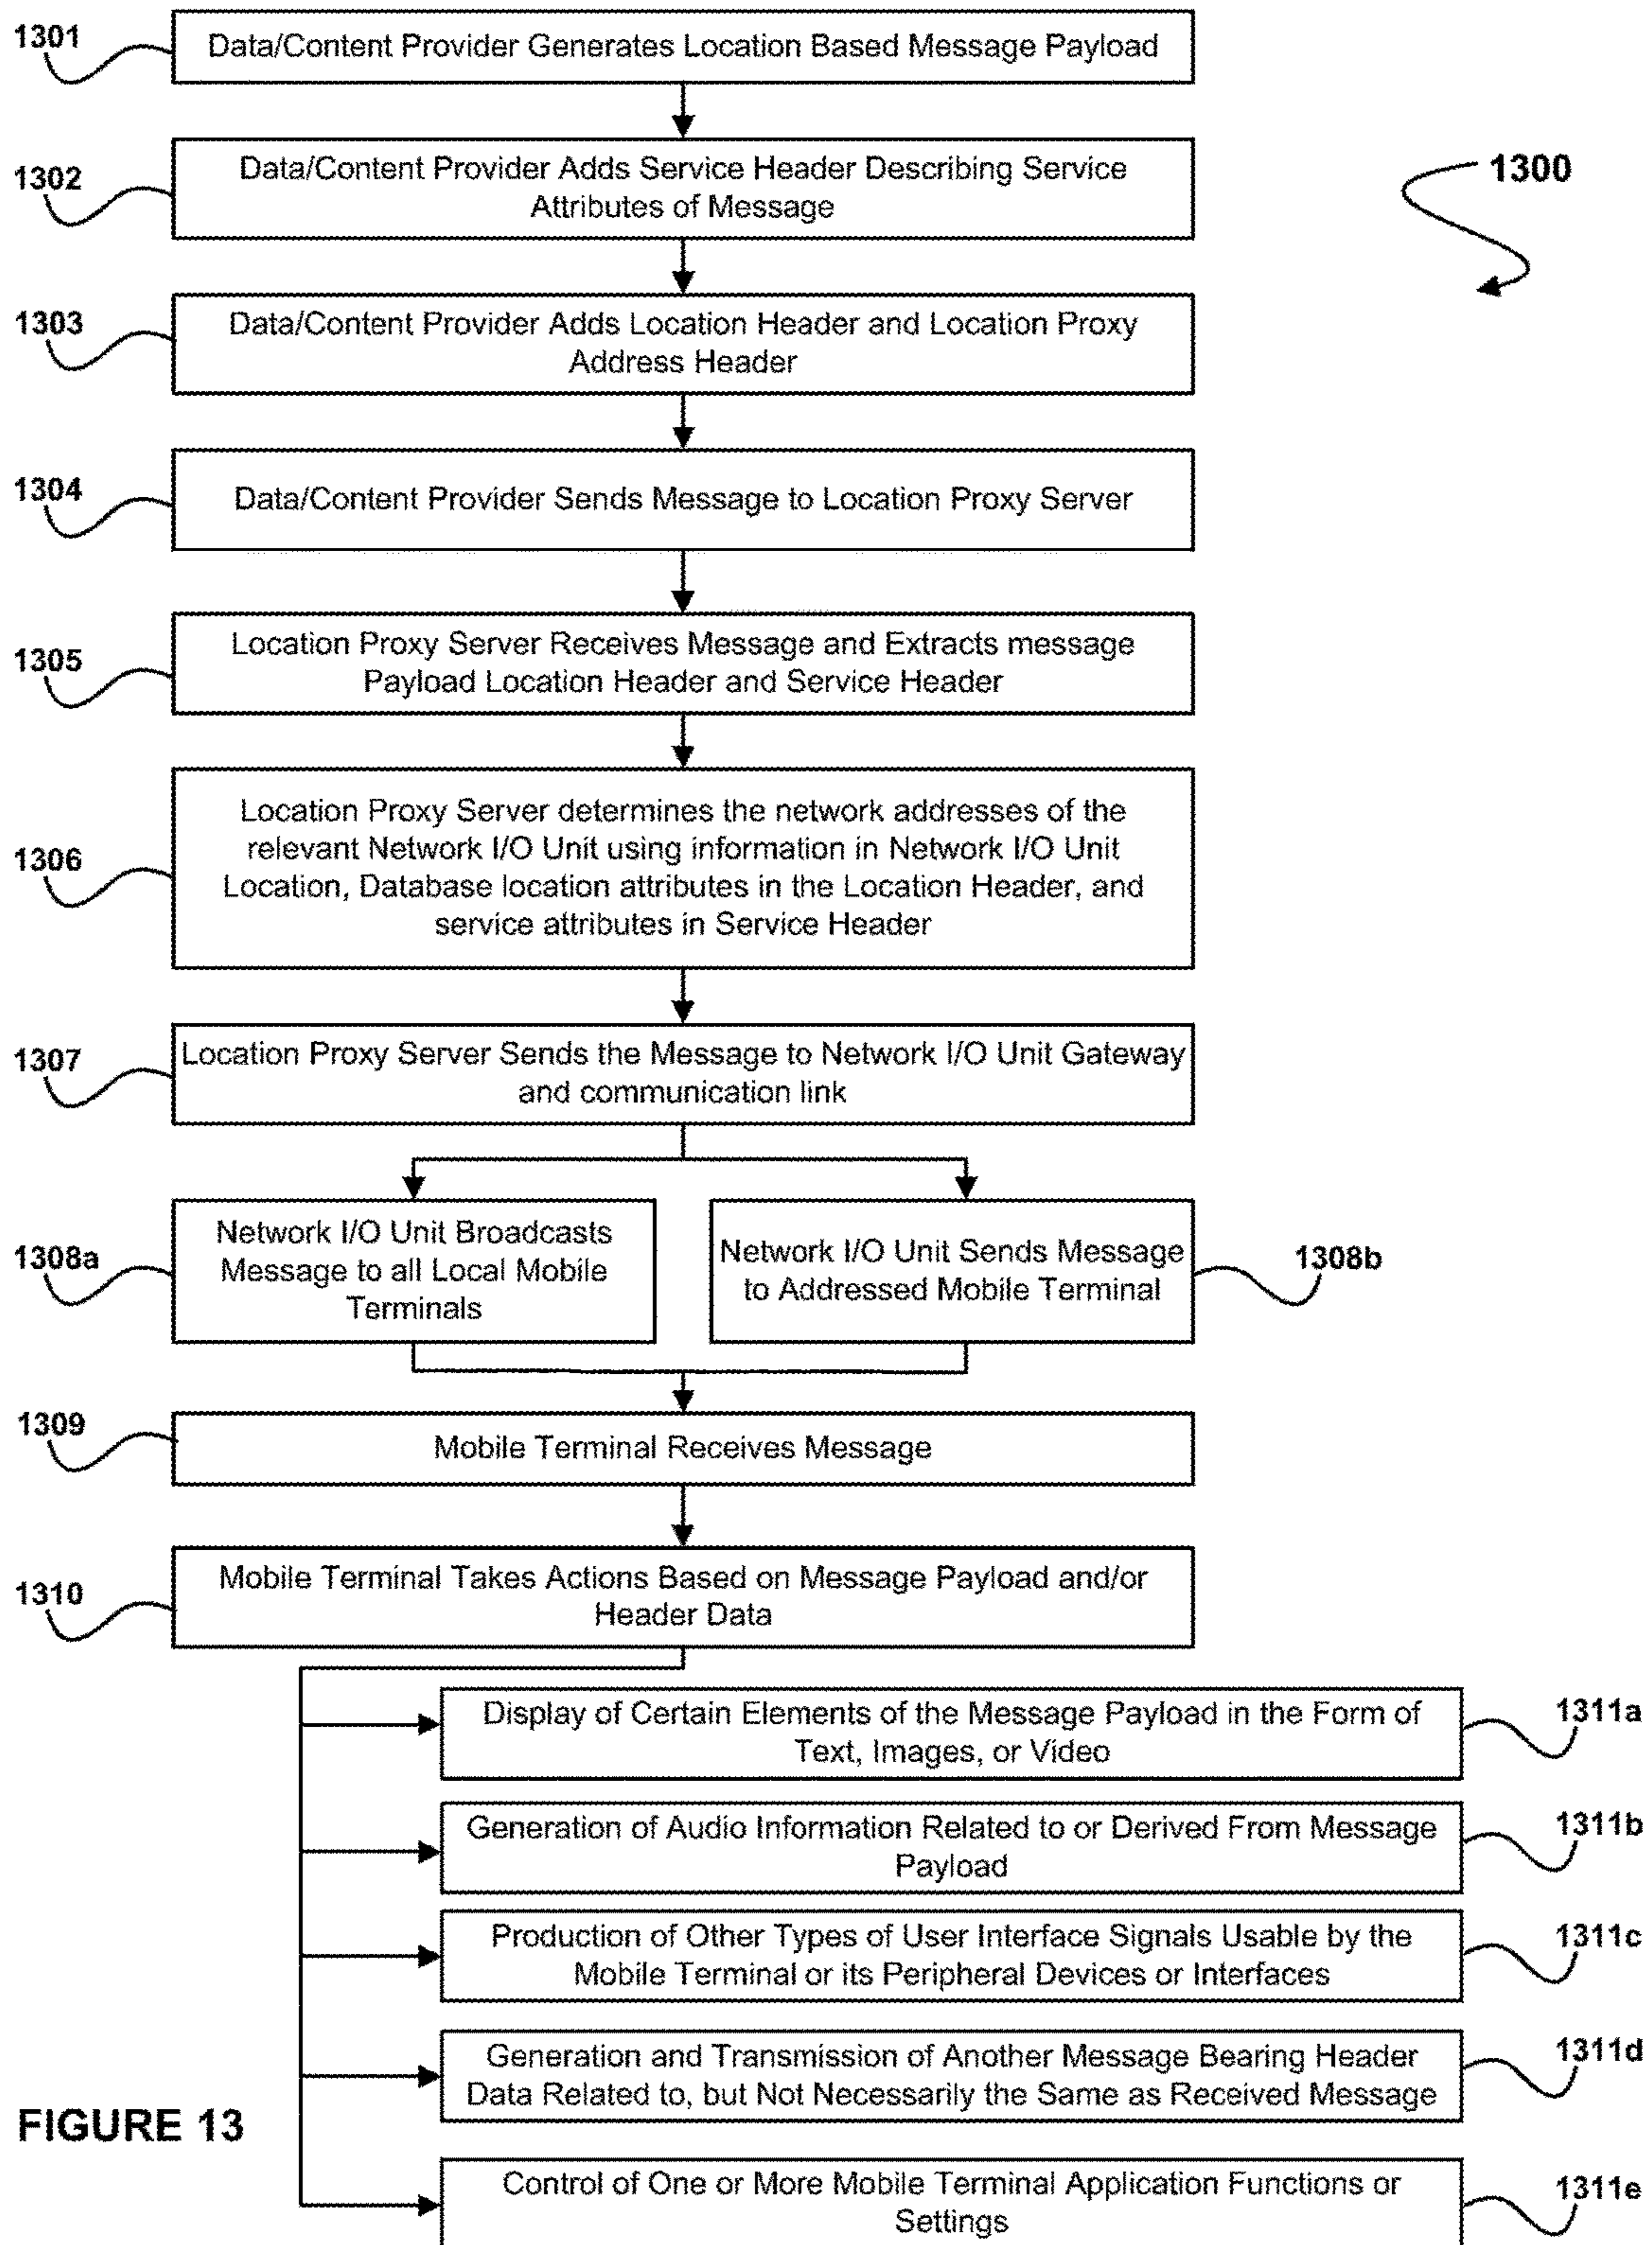 1301
Data/Content Provider Generates Location Based Message Payload
1302
Data/Content Provider Adds Service Header Describing Service
Attributes of Message
1300
1303
Data/Content Provider Adds Location Header and Location Proxy
Address Header
1304
Data/Content Provider Sends Message to Location Proxy Server
1305
Location Proxy Server Receives Message and Extracts message
Payload Location Header and Service Header
1306
Location Proxy Server determines the network addresses of the
relevant Network I/O Unit using information in Network I/O Unit
Location, Database location attributes in the Location Header, and
service attributes in Service Header
1307
Location Proxy Server Sends the Message to Network I/O Unit Gateway
and communication link
1308a
Network I/O Unit Broadcasts
Message to all Local Mobile
Terminals
Network I/O Unit Sends Message
to Addressed Mobile Terminal
1308b
1309
Mobile Terminal Receives Message
1310
Mobile Terminal Takes Actions Based on Message Payload and/or
Header Data
Display of Certain Elements of the Message Payload in the Form of
Text, Images, or Video
1311a
Generation of Audio Information Related to or Derived From Message
Payload
1311b
Production of Other Types of User Interface Signals Usable by the
Mobile Terminal or its Peripheral Devices or Interfaces
1311c
Generation and Transmission of Another Message Bearing Header
Data Related to, but Not Necessarily the Same as Received Message
1311d
FIGURE 13
Control of One or More Mobile Terminal Application Functions or
Settings
1311e